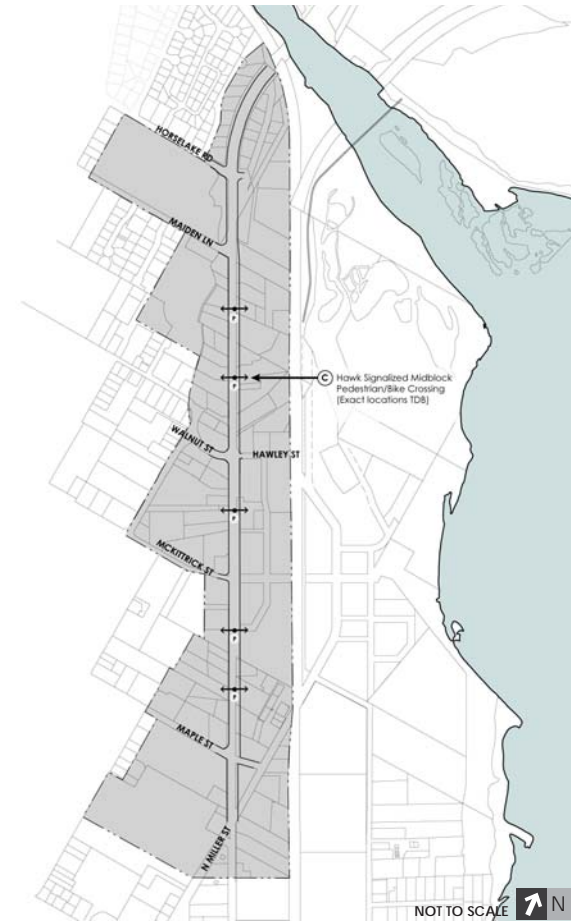 HORSELAKE RD
MAIDEN LN
P
P
C Hawk Signalized Midblock
Pedestrian/Bike Crossing
(Exact locations TDB)
WALNUT ST
HAWLEY ST
P
MCKITTRICK ST
P
P
MAPLE ST
N MILLER ST
NOT TO SCALE N